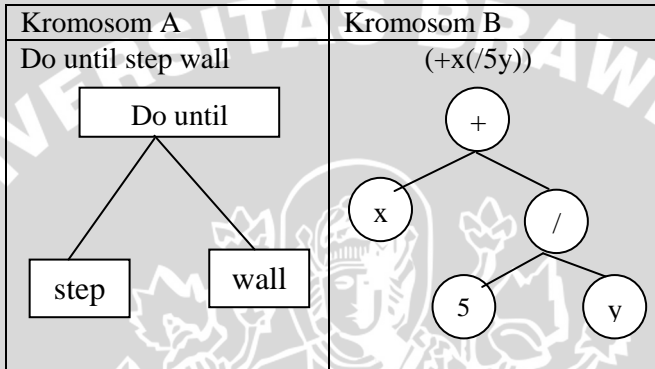 Kromosom A
Kromosom B
Do until step wall
(+x(/5y))
Do until
step
wall
+
x
/
5
y